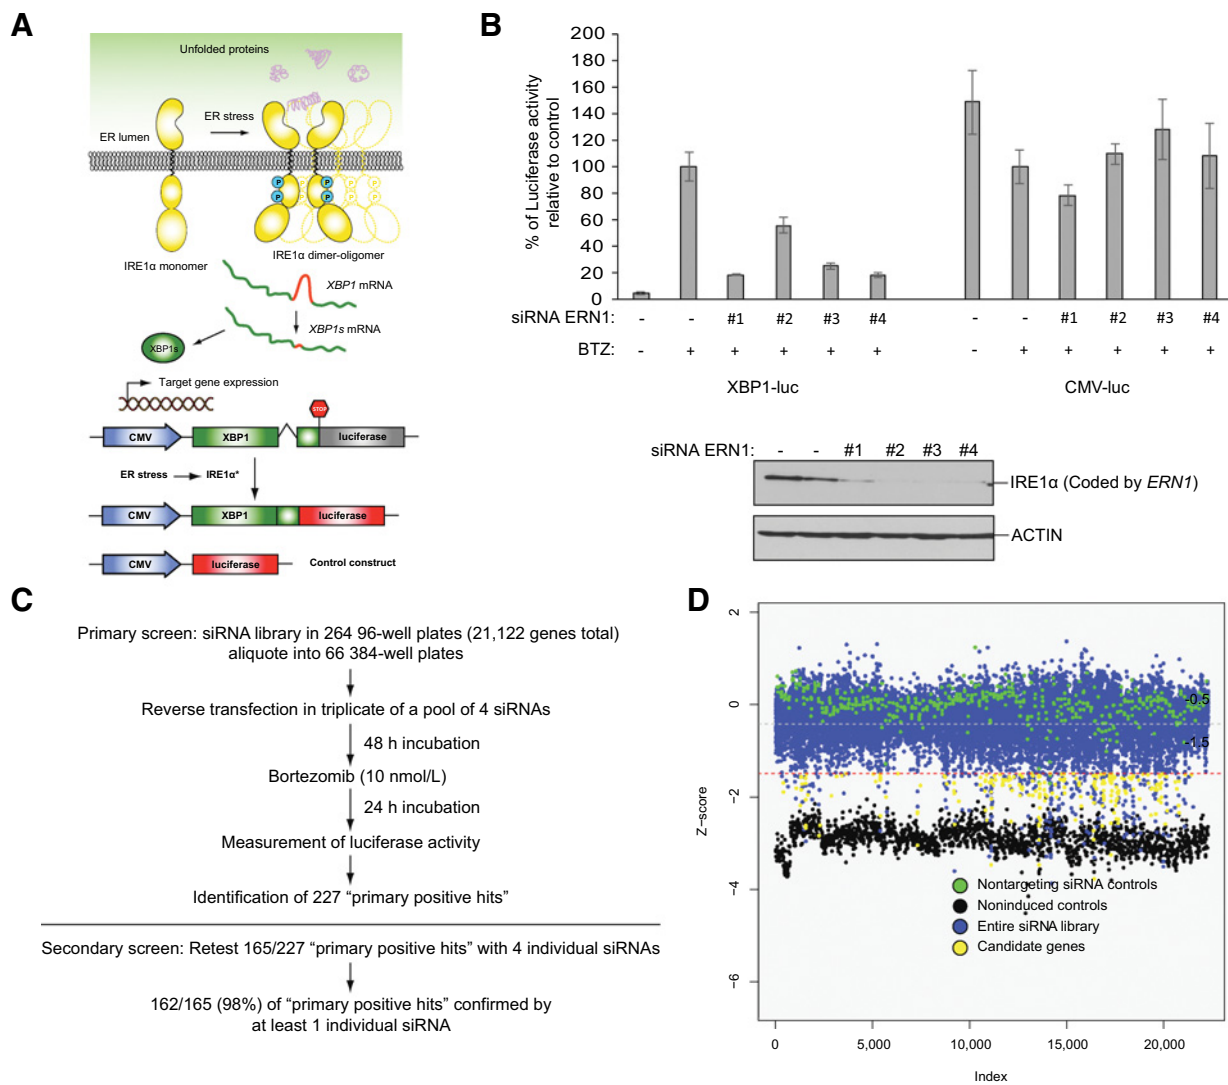 A
Unfolded proteins
ER stress
ER lumen
P
P
P
P
P
P
P
P
IRE1α monomer
IRE1α dimer-oligomer
XBP1 mRNA
XBP1s mRNA
XBP1s
Target gene expression
STOP
CMV
XBP1
luciferase
ER stress
IRE1α*
CMV
XBP1
luciferase
CMV
luciferase
Control construct
B
% of Luciferase activity
relative to control
200
180
160
140
120
100
80
60
40
20
0
siRNA ERN1: - - #1 #2 #3 #4 - - #1 #2 #3 #4
BTZ: - + + + + + - + + + + +
XBP1-luc CMV-luc
siRNA ERN1: - - #1 #2 #3 #4
IRE1α (Coded by ERN1)
ACTIN
C
Primary screen: siRNA library in 264 96-well plates (21,122 genes total)
aliquote into 66 384-well plates
Reverse transfection in triplicate of a pool of 4 siRNAs
48 h incubation
Bortezomib (10 nmol/L)
24 h incubation
Measurement of luciferase activity
Identification of 227 “primary positive hits”
Secondary screen: Retest 165/227 “primary positive hits” with 4 individual siRNAs
162/165 (98%) of “primary positive hits” confirmed by
at least 1 individual siRNA
D
Z-score
2
0
−2
−4
−6
-0.5
-1.5
Nontargeting siRNA controls
Noninduced controls
Entire siRNA library
Candidate genes
0 5,000 10,000 15,000 20,000
Index